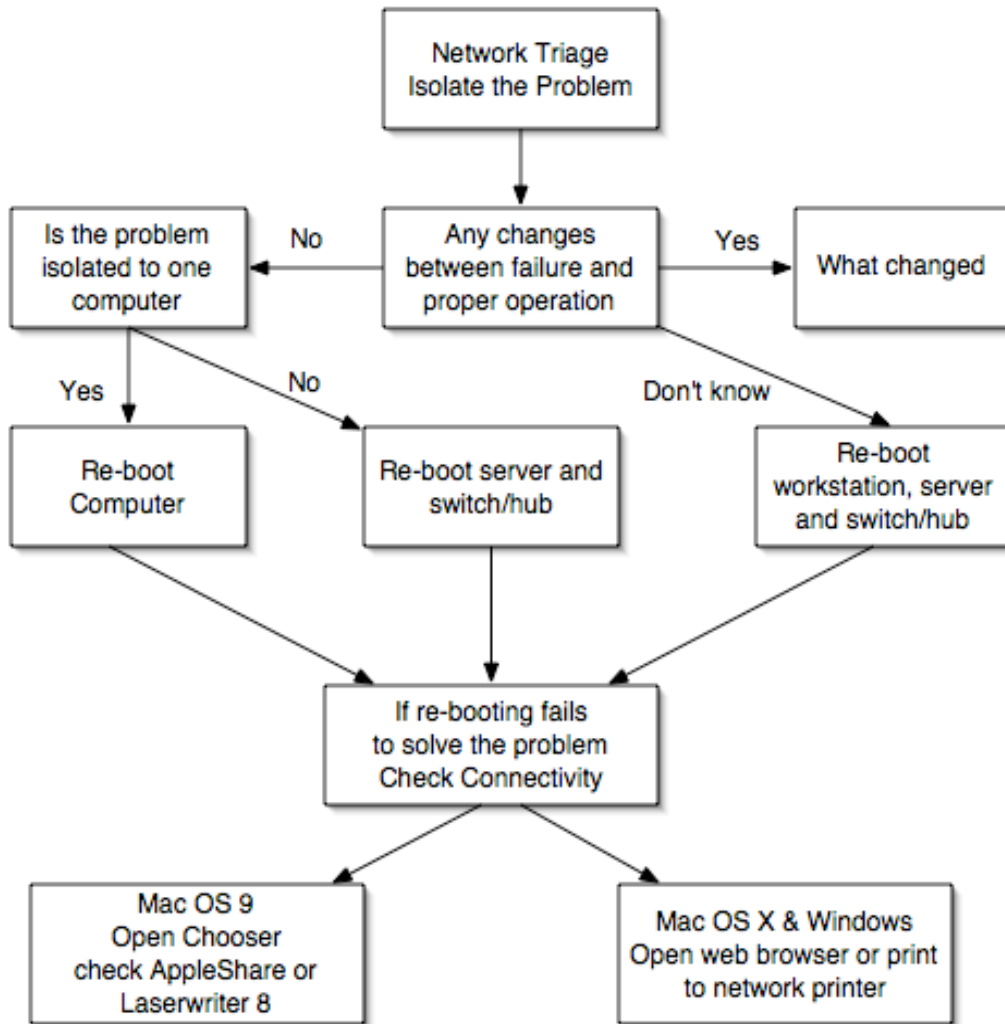 Network Triage
Isolate the Problem
Is the problem
isolated to one
computer
No
Any changes
between failure and
proper operation
Yes
What changed
Yes
No
Don't know
Re-boot
Computer
Re-boot server and
switch/hub
Re-boot
workstation, server
and switch/hub
If re-booting fails
to solve the problem
Check Connectivity
Mac OS 9
Open Chooser
check AppleShare or
Laserwriter 8
Mac OS X & Windows
Open web browser or print
to network printer